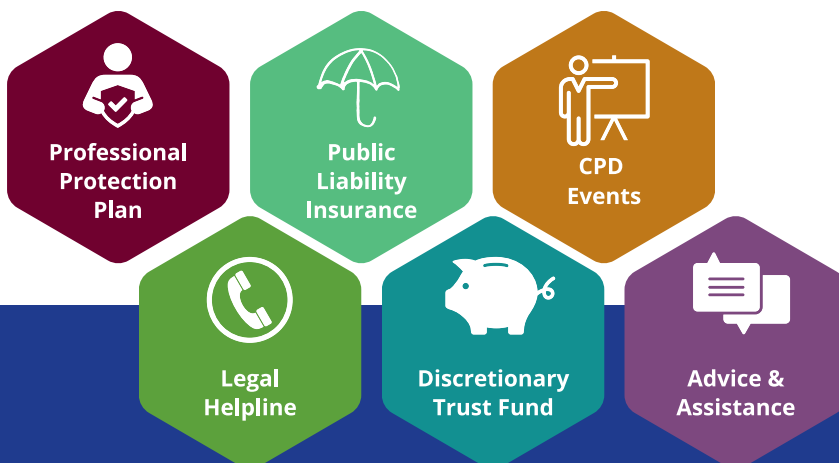 Professional
Protection
Plan
Public
Liability
Insurance
CPD
Events
Legal
Helpline
Discretionary
Trust Fund
Advice &
Assistance